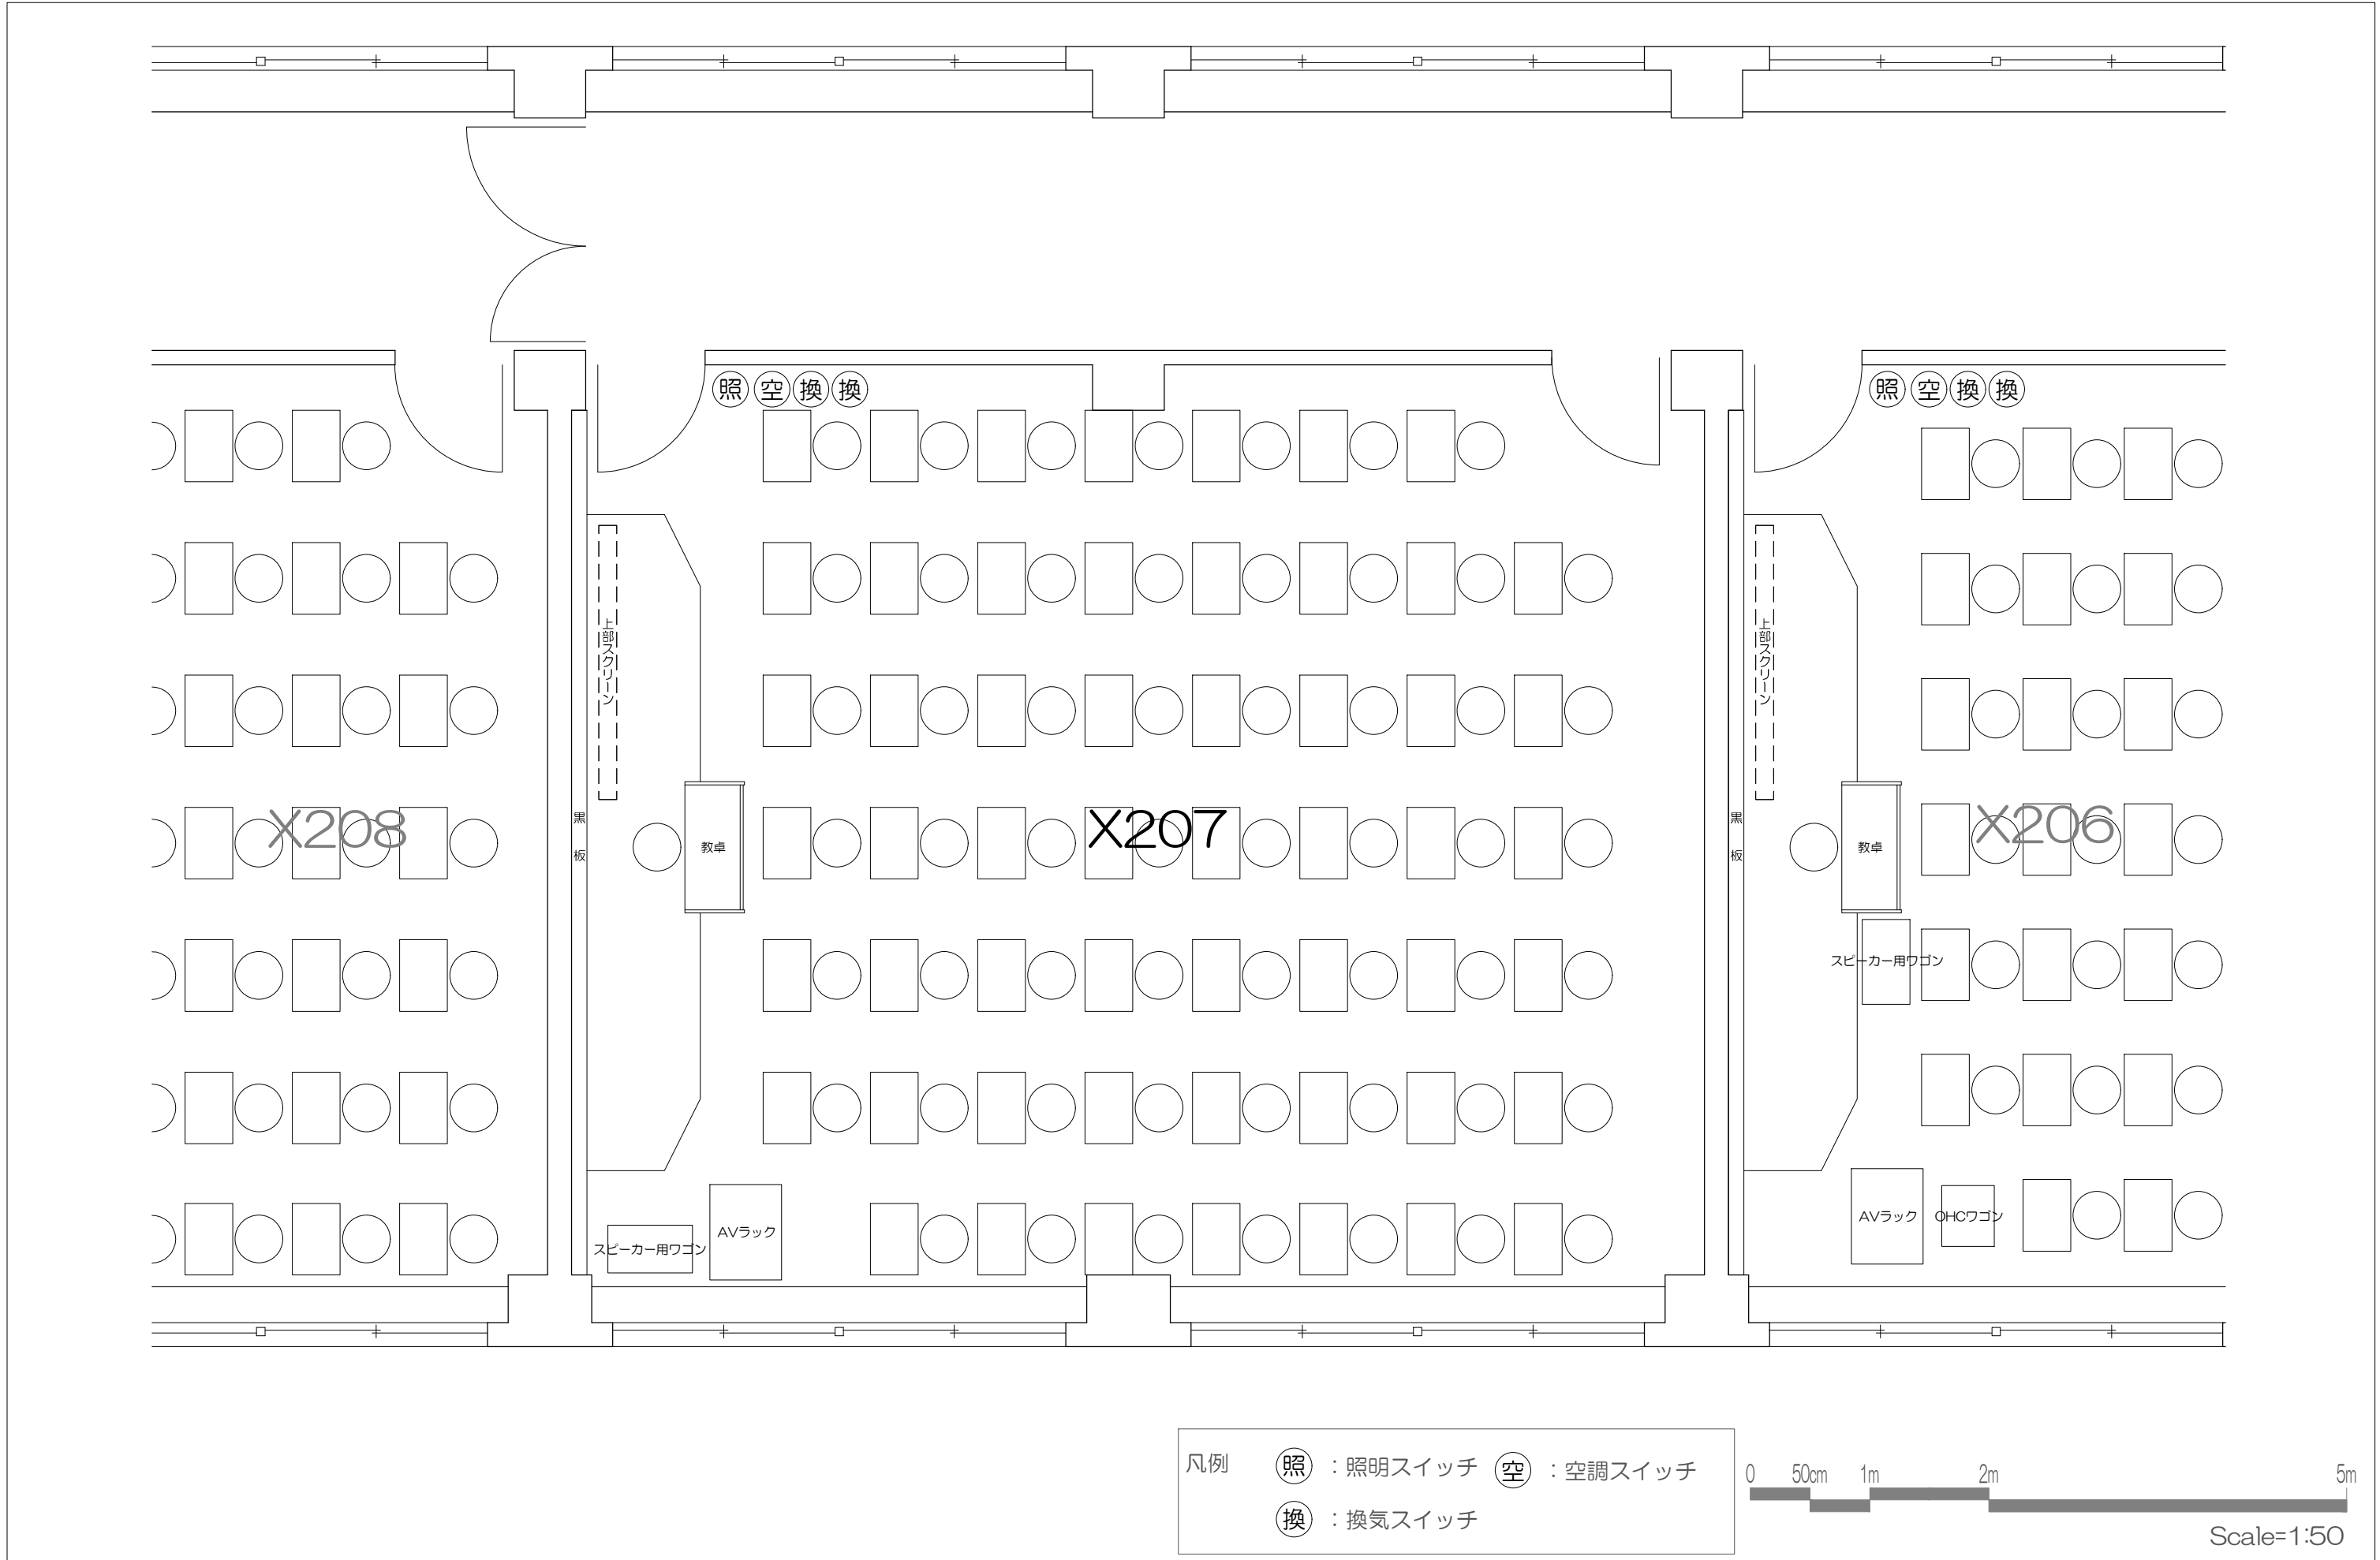 照 空 換 換
照 空 換 換
上部スクリーン
上部スクリーン
X208
黒板
教卓
X207
黒板
教卓
X206
スピーカー用ワゴン
スピーカー用ワゴン
AVラック
AVラック
OHCワゴン
凡例
照 : 照明スイッチ 空 : 空調スイッチ
換 : 換気スイッチ
0 50cm 1m 2m 5m
Scale=1:50